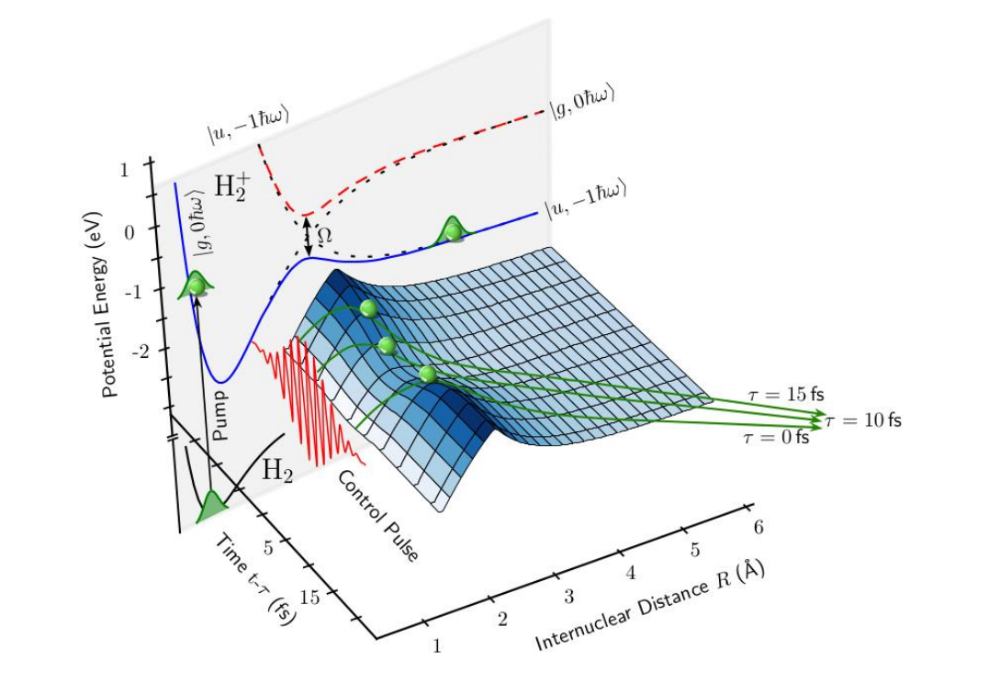 |u, −1ħω⟩
|g, 0ħω⟩
H₂⁺
|g, 0ħω⟩
|u, −1ħω⟩
Ω
Potential Energy (eV)
1
0
-1
-2
Pump
H₂
Control Pulse
τ = 15 fs
τ = 10 fs
τ = 0 fs
Time t-τ (fs)
5
15
1
2
3
4
5
6
Internuclear Distance R (Å)